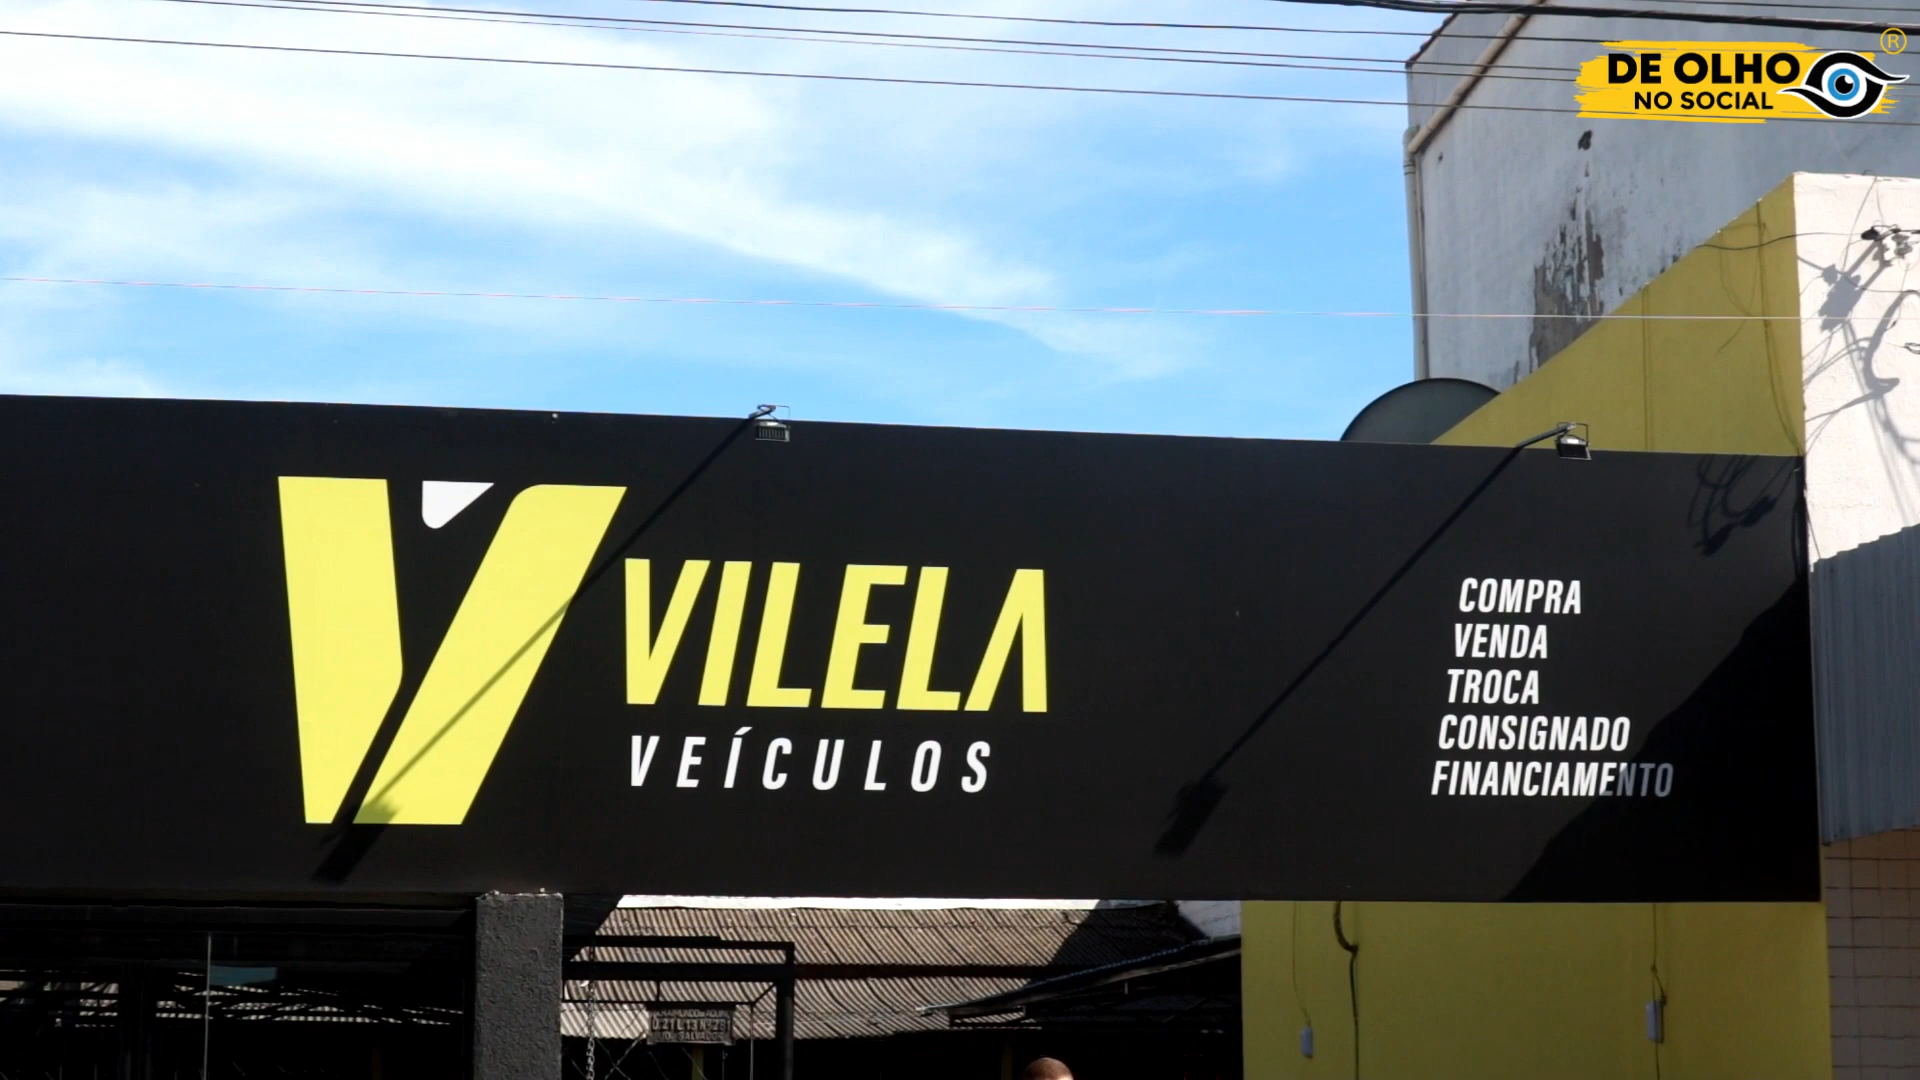 DE OLHO
NO SOCIAL
®
VILELA
VEÍCULOS
COMPRA
VENDA
TROCA
CONSIGNADO
FINANCIAMENTO